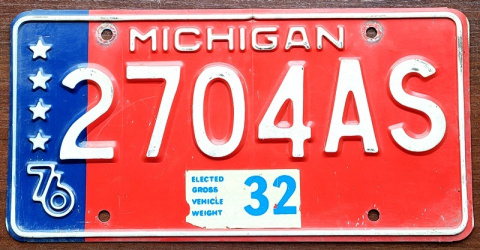 MICHIGAN
2704AS
76
ELECTED
GROSS
VEHICLE
WEIGHT
32